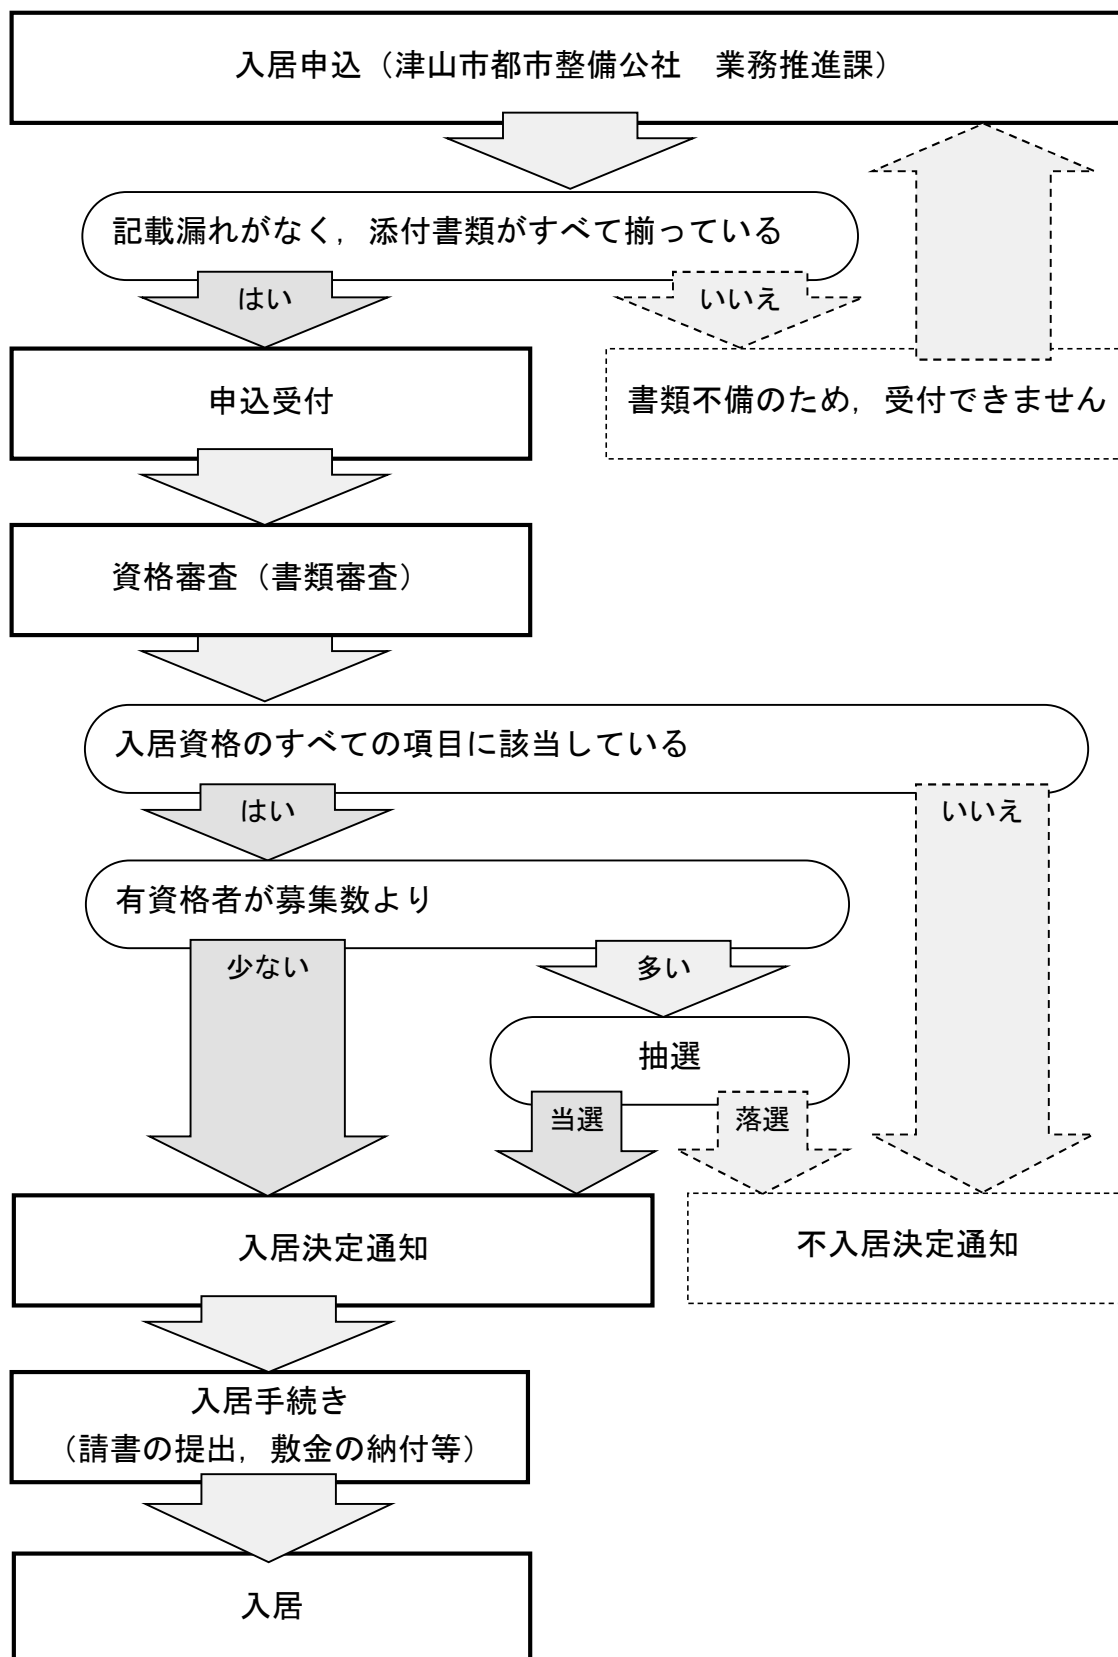 入居申込（津山市都市整備公社　業務推進課）
記載漏れがなく，添付書類がすべて揃っている
はい
いいえ
申込受付
書類不備のため，受付できません
資格審査（書類審査）
入居資格のすべての項目に該当している
はい
いいえ
有資格者が募集数より
少ない
多い
抽選
当選
落選
入居決定通知
不入居決定通知
入居手続き
（請書の提出，敷金の納付等）
入居